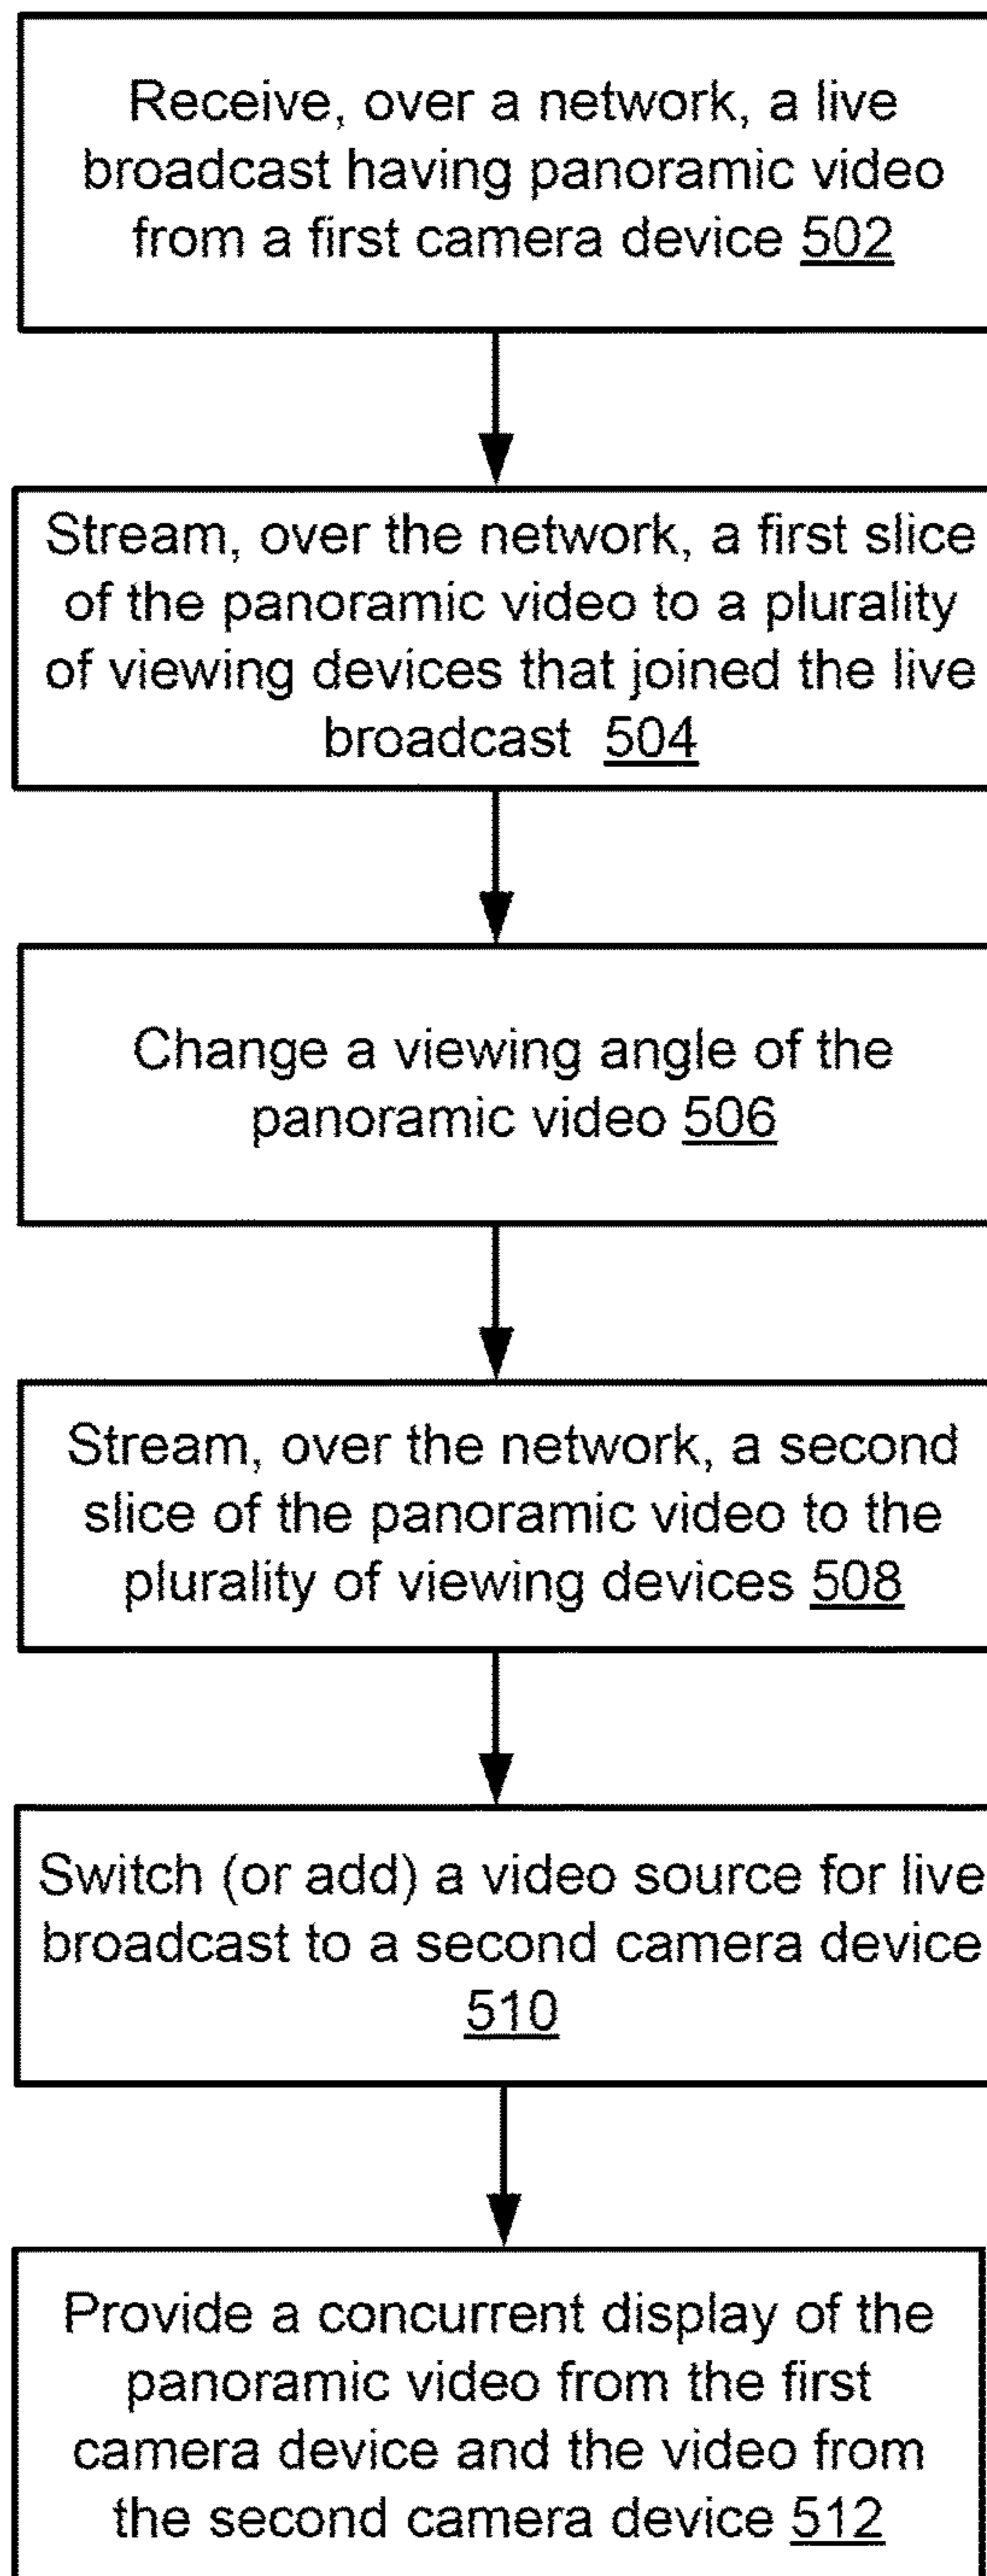 Receive, over a network, a live
broadcast having panoramic video
from a first camera device 502
Stream, over the network, a first slice
of the panoramic video to a plurality
of viewing devices that joined the live
broadcast 504
Change a viewing angle of the
panoramic video 506
Stream, over the network, a second
slice of the panoramic video to the
plurality of viewing devices 508
Switch (or add) a video source for live
broadcast to a second camera device
510
Provide a concurrent display of the
panoramic video from the first
camera device and the video from
the second camera device 512